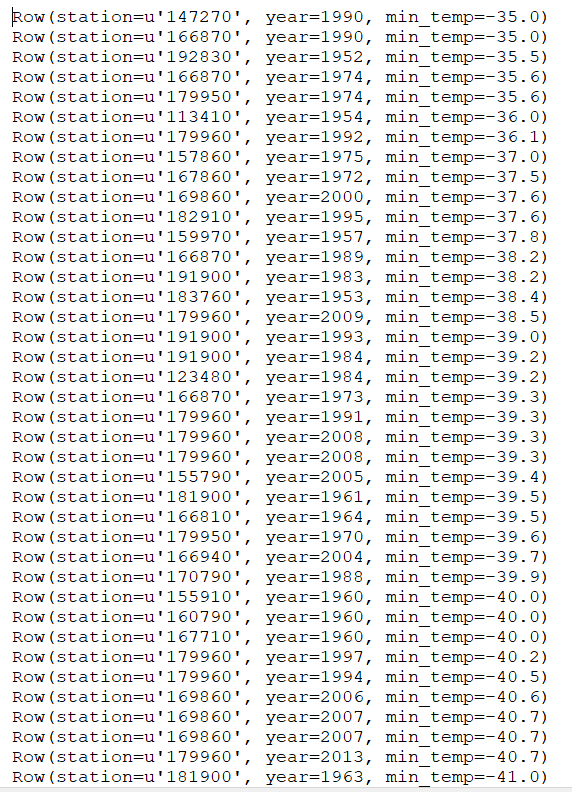 Row(station=u'147270', year=1990, min_temp=-35.0)
Row(station=u'166870', year=1990, min_temp=-35.0)
Row(station=u'192830', year=1952, min_temp=-35.5)
Row(station=u'166870', year=1974, min_temp=-35.6)
Row(station=u'179950', year=1974, min_temp=-35.6)
Row(station=u'113410', year=1954, min_temp=-36.0)
Row(station=u'179960', year=1992, min_temp=-36.1)
Row(station=u'157860', year=1975, min_temp=-37.0)
Row(station=u'167860', year=1972, min_temp=-37.5)
Row(station=u'169860', year=2000, min_temp=-37.6)
Row(station=u'182910', year=1995, min_temp=-37.6)
Row(station=u'159970', year=1957, min_temp=-37.8)
Row(station=u'166870', year=1989, min_temp=-38.2)
Row(station=u'191900', year=1983, min_temp=-38.2)
Row(station=u'183760', year=1953, min_temp=-38.4)
Row(station=u'179960', year=2009, min_temp=-38.5)
Row(station=u'191900', year=1993, min_temp=-39.0)
Row(station=u'191900', year=1984, min_temp=-39.2)
Row(station=u'123480', year=1984, min_temp=-39.2)
Row(station=u'166870', year=1973, min_temp=-39.3)
Row(station=u'179960', year=1991, min_temp=-39.3)
Row(station=u'179960', year=2008, min_temp=-39.3)
Row(station=u'179960', year=2008, min_temp=-39.3)
Row(station=u'155790', year=2005, min_temp=-39.4)
Row(station=u'181900', year=1961, min_temp=-39.5)
Row(station=u'166810', year=1964, min_temp=-39.5)
Row(station=u'179950', year=1970, min_temp=-39.6)
Row(station=u'166940', year=2004, min_temp=-39.7)
Row(station=u'170790', year=1988, min_temp=-39.9)
Row(station=u'155910', year=1960, min_temp=-40.0)
Row(station=u'160790', year=1960, min_temp=-40.0)
Row(station=u'167710', year=1960, min_temp=-40.0)
Row(station=u'179960', year=1997, min_temp=-40.2)
Row(station=u'179960', year=1994, min_temp=-40.5)
Row(station=u'169860', year=2006, min_temp=-40.6)
Row(station=u'169860', year=2007, min_temp=-40.7)
Row(station=u'169860', year=2007, min_temp=-40.7)
Row(station=u'179960', year=2013, min_temp=-40.7)
Row(station=u'181900', year=1963, min_temp=-41.0)